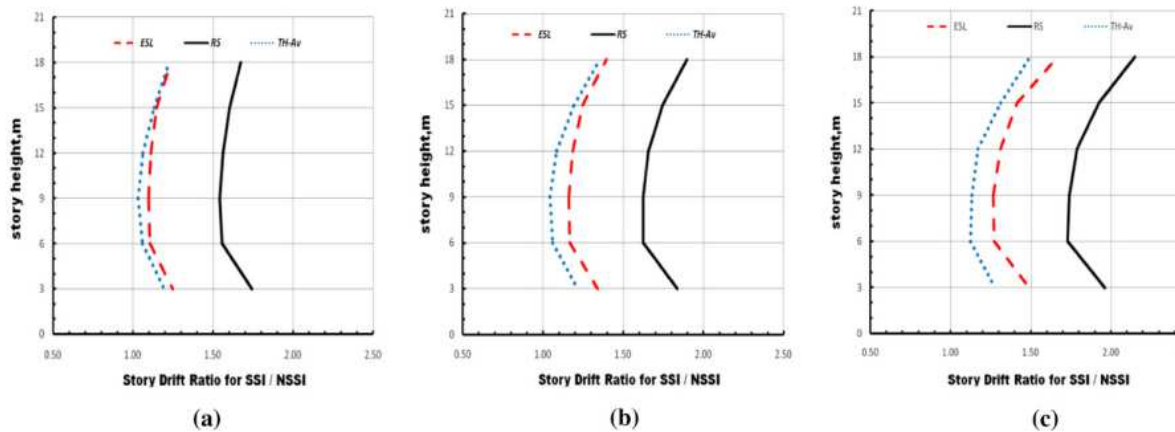 21
18
15
12
9
6
3
0
story height,m
ESL RS TH-Av
0.50 1.00 1.50 2.00 2.50
Story Drift Ratio for SSI / NSSI
(a)
21
18
15
12
9
6
3
0
story height,m
ESL RS TH-Av
0.50 1.00 1.50 2.00 2.50
Story Drift Ratio for SSI / NSSI
(b)
21
18
15
12
9
6
3
0
story height,m
ESL RS TH-Av
0.50 1.00 1.50 2.00
Story Drift Ratio for SSI / NSSI
(c)